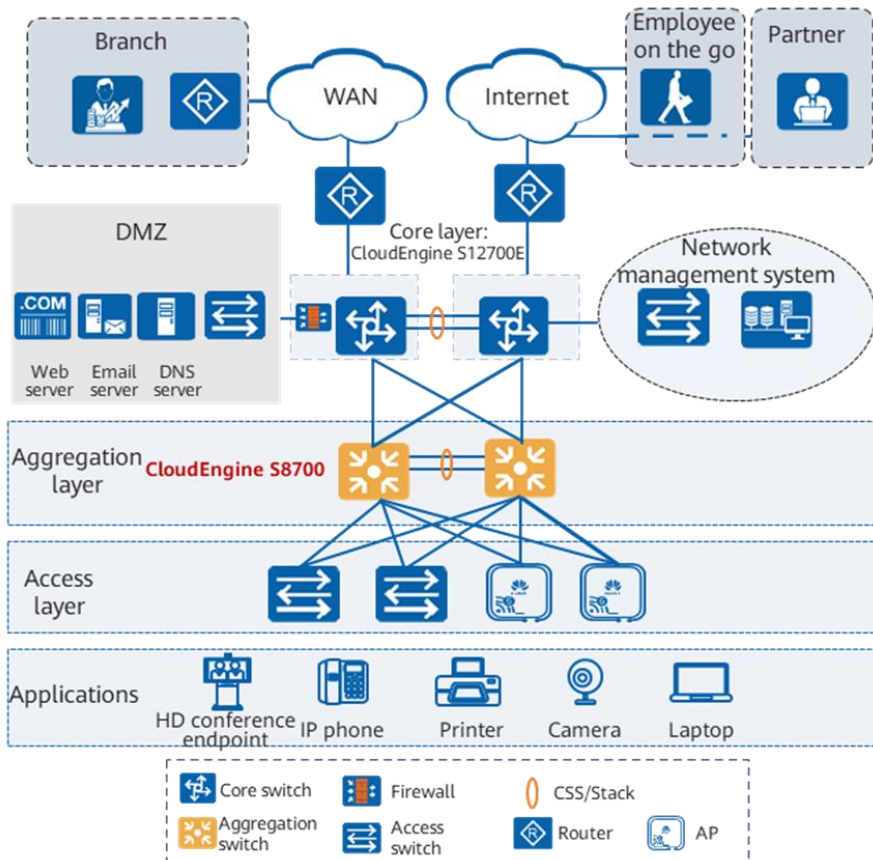 Branch
WAN
Internet
Employee
on the go
Partner
R
R
R
Core layer:
CloudEngine S12700E
DMZ
.COM
Web
server
Email
server
DNS
server
Network
management system
Aggregation
layer
CloudEngine S8700
Access
layer
Applications
HD conference
endpoint
IP phone
Printer
Camera
Laptop
Core switch
Firewall
CSS/Stack
Aggregation
switch
Access
switch
R
Router
AP